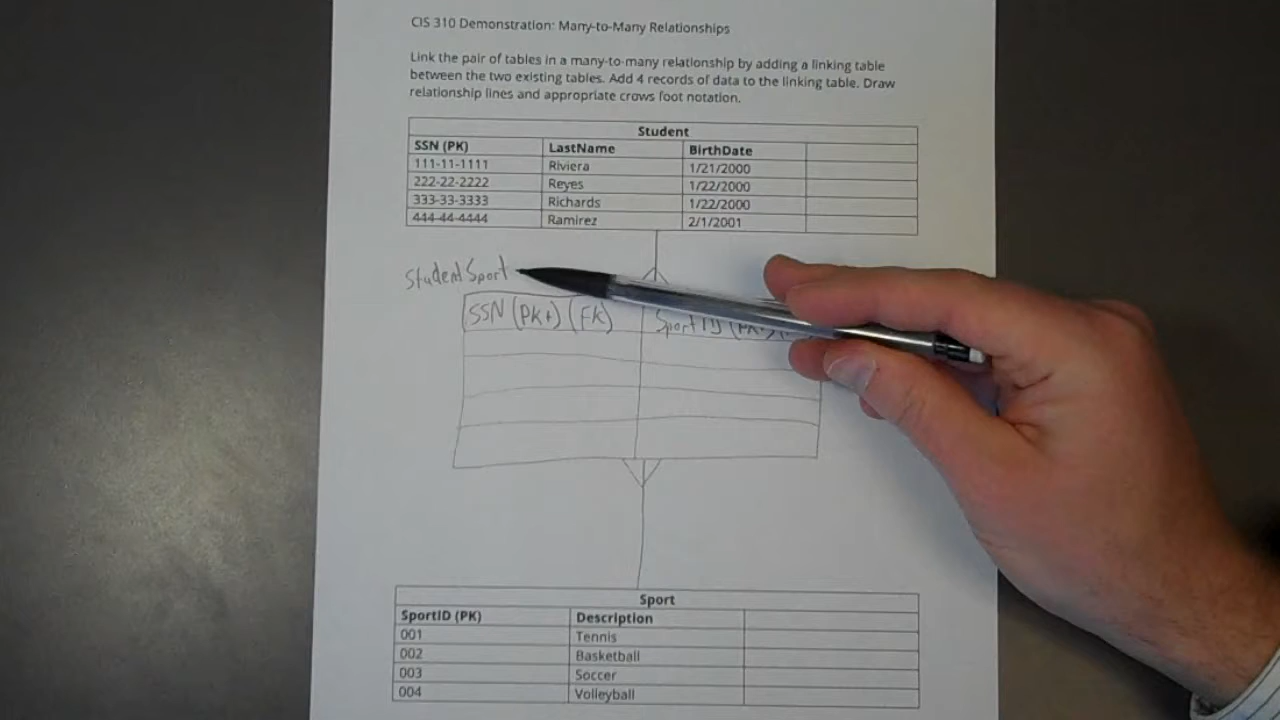 CIS 310 Demonstration: Many-to-Many Relationships
Link the pair of tables in a many-to-many relationship by adding a linking table
between the two existing tables. Add 4 records of data to the linking table. Draw
relationship lines and appropriate crows foot notation.
Student
SSN (PK) LastName BirthDate
111-11-1111 Riviera 1/21/2000
222-22-2222 Reyes 1/22/2000
333-33-3333 Richards 1/22/2000
444-44-4444 Ramirez 2/1/2001
StudentSport
SSN (PK+) (FK) SportID
Sport
SportID (PK) Description
001 Tennis
002 Basketball
003 Soccer
004 Volleyball